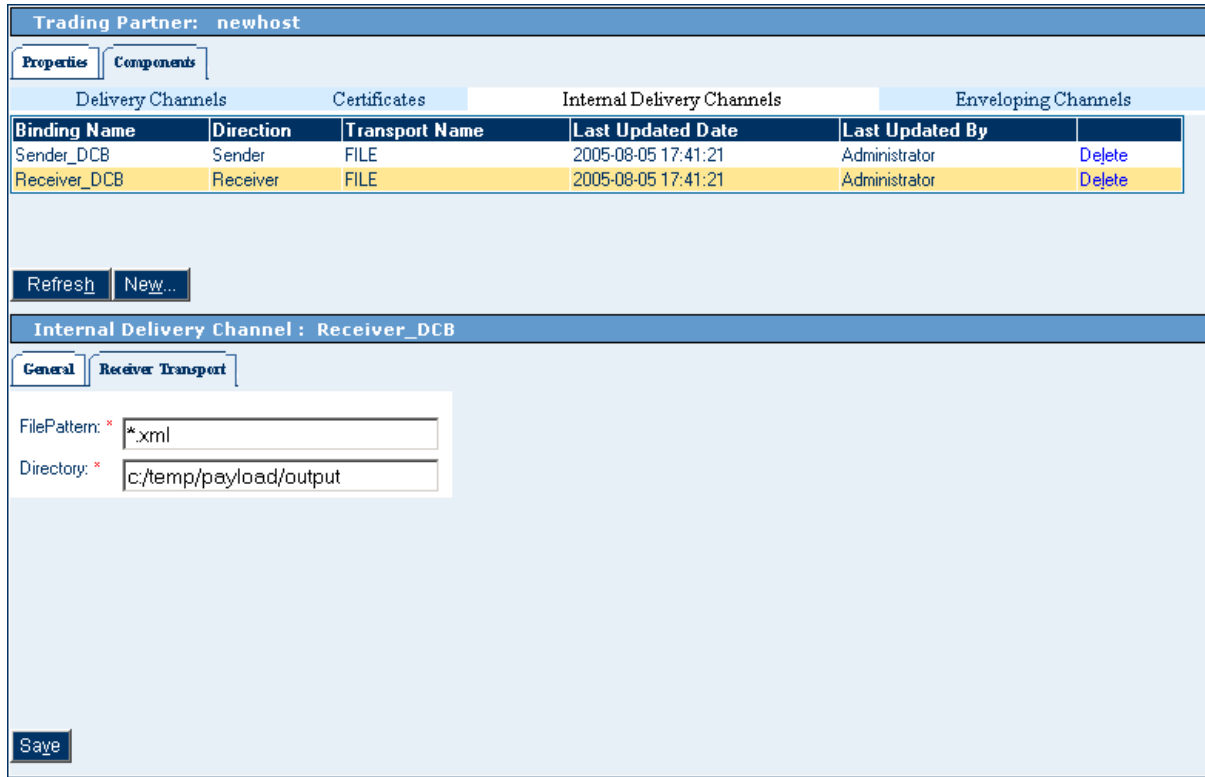 Trading Partner: newhost
Properties Components
Delivery Channels Certificates Internal Delivery Channels Enveloping Channels
Binding Name Direction Transport Name Last Updated Date Last Updated By
Sender_DCB Sender FILE 2005-08-05 17:41:21 Administrator Delete
Receiver_DCB Receiver FILE 2005-08-05 17:41:21 Administrator Delete
Refresh New...
Internal Delivery Channel : Receiver_DCB
General Receiver Transport
FilePattern: * *.xml
Directory: * c:/temp/payload/output
Save